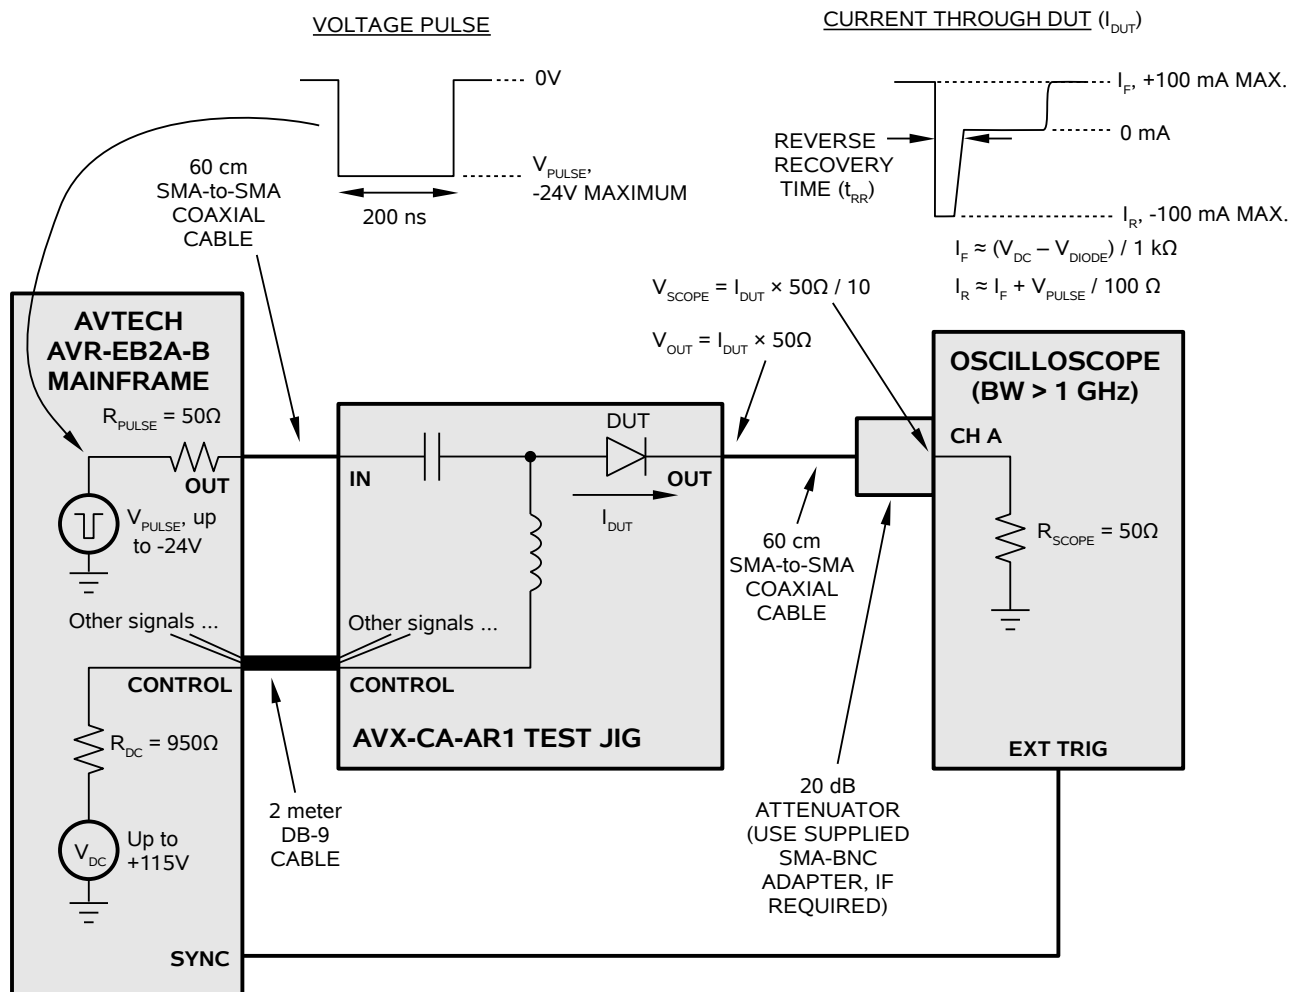 VOLTAGE PULSE
0V
V_PULSE,
-24V MAXIMUM
200 ns
60 cm
SMA-to-SMA
COAXIAL
CABLE
CURRENT THROUGH DUT (I_DUT)
I_F, +100 mA MAX.
0 mA
REVERSE
RECOVERY
TIME (t_RR)
I_R, -100 mA MAX.
I_F ≈ (V_DC – V_DIODE) / 1 kΩ
I_R ≈ I_F + V_PULSE / 100 Ω
V_SCOPE = I_DUT × 50Ω / 10
V_OUT = I_DUT × 50Ω
AVTECH
AVR-EB2A-B
MAINFRAME
R_PULSE = 50Ω
OUT
V_PULSE, up
to -24V
Other signals ...
CONTROL
R_DC = 950Ω
V_DC
Up to
+115V
SYNC
IN
DUT
OUT
I_DUT
Other signals ...
CONTROL
AVX-CA-AR1 TEST JIG
2 meter
DB-9
CABLE
60 cm
SMA-to-SMA
COAXIAL
CABLE
20 dB
ATTENUATOR
(USE SUPPLIED
SMA-BNC
ADAPTER, IF
REQUIRED)
OSCILLOSCOPE
(BW > 1 GHz)
CH A
R_SCOPE = 50Ω
EXT TRIG